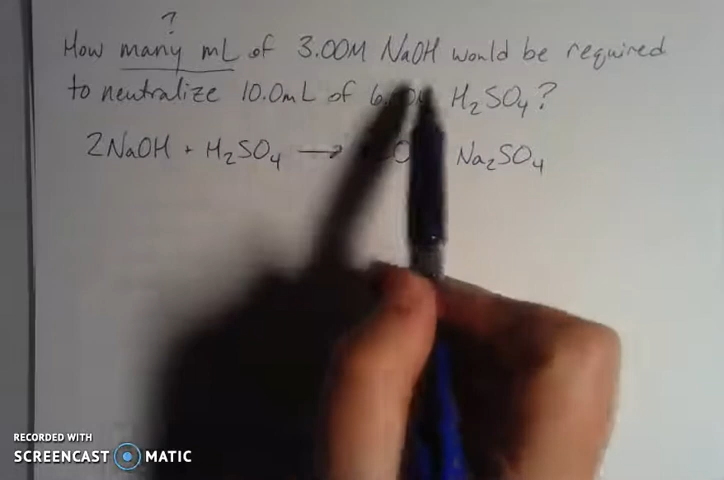 ?
How many mL of 3.00M NaOH would be required
to neutralize 10.0mL of H₂SO₄?
2NaOH + H₂SO₄ → Na₂SO₄
RECORDED WITH
SCREENCAST MATIC